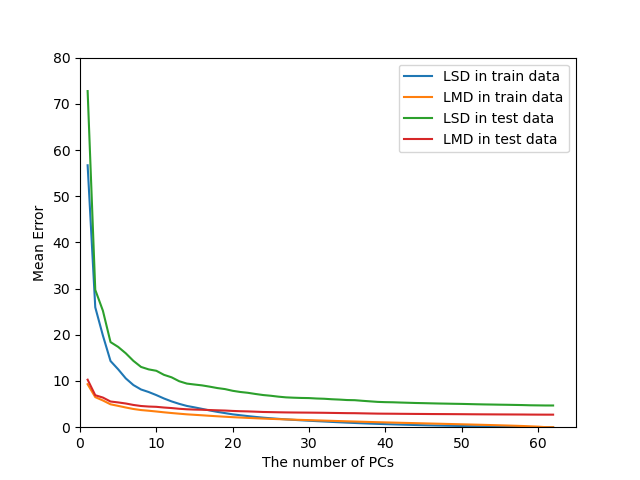 80
70
60
50
40
30
20
10
0
Mean Error
LSD in train data
LMD in train data
LSD in test data
LMD in test data
0 10 20 30 40 50 60
The number of PCs